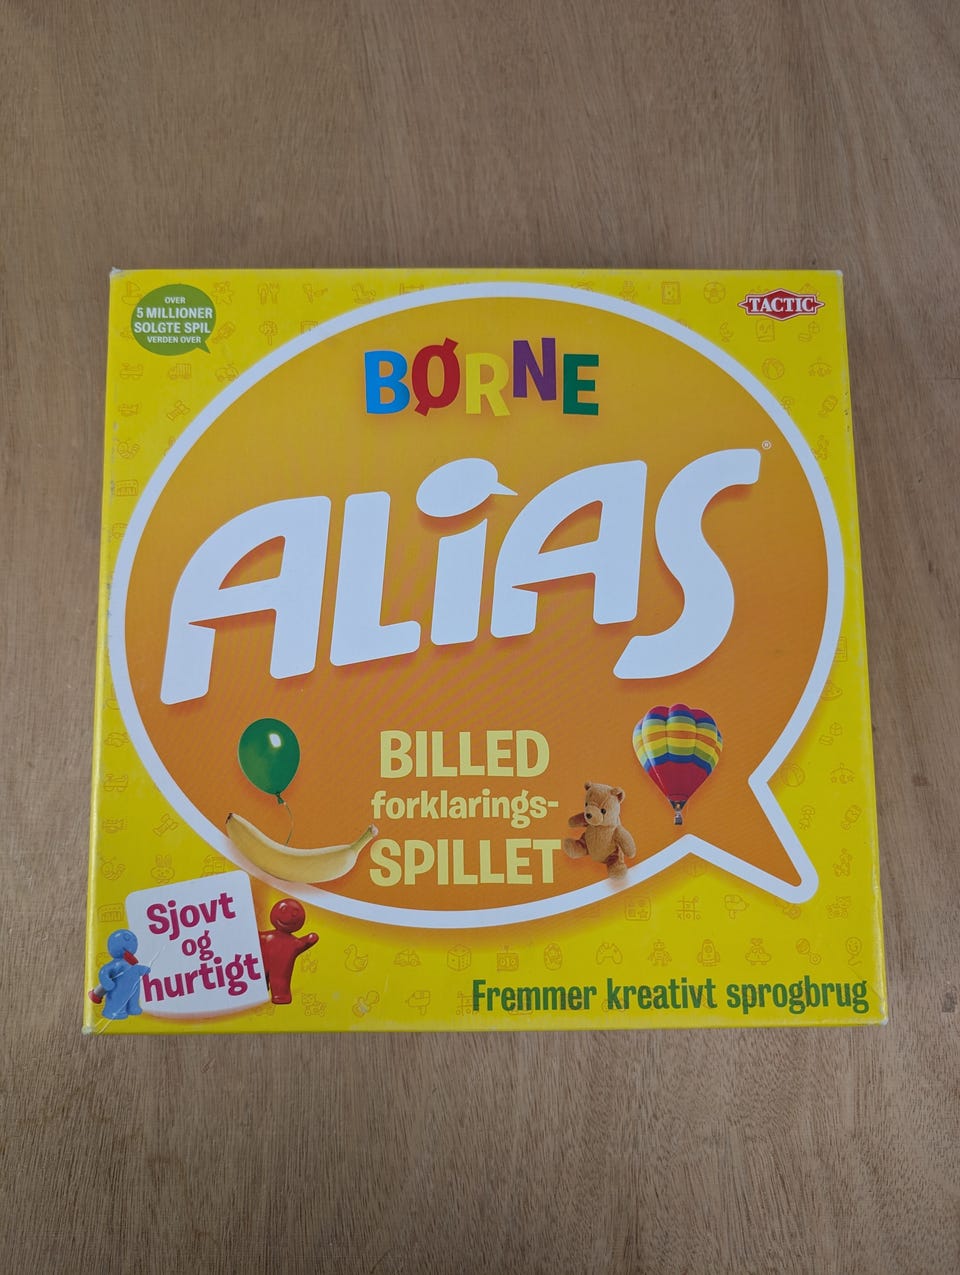 OVER
5 MILLIONER
SOLGTE SPIL
VERDEN OVER
TACTIC
BØRNE
ALiAS®
BILLED
forklarings-
SPILLET
Sjovt
og
hurtigt
Fremmer kreativt sprogbrug